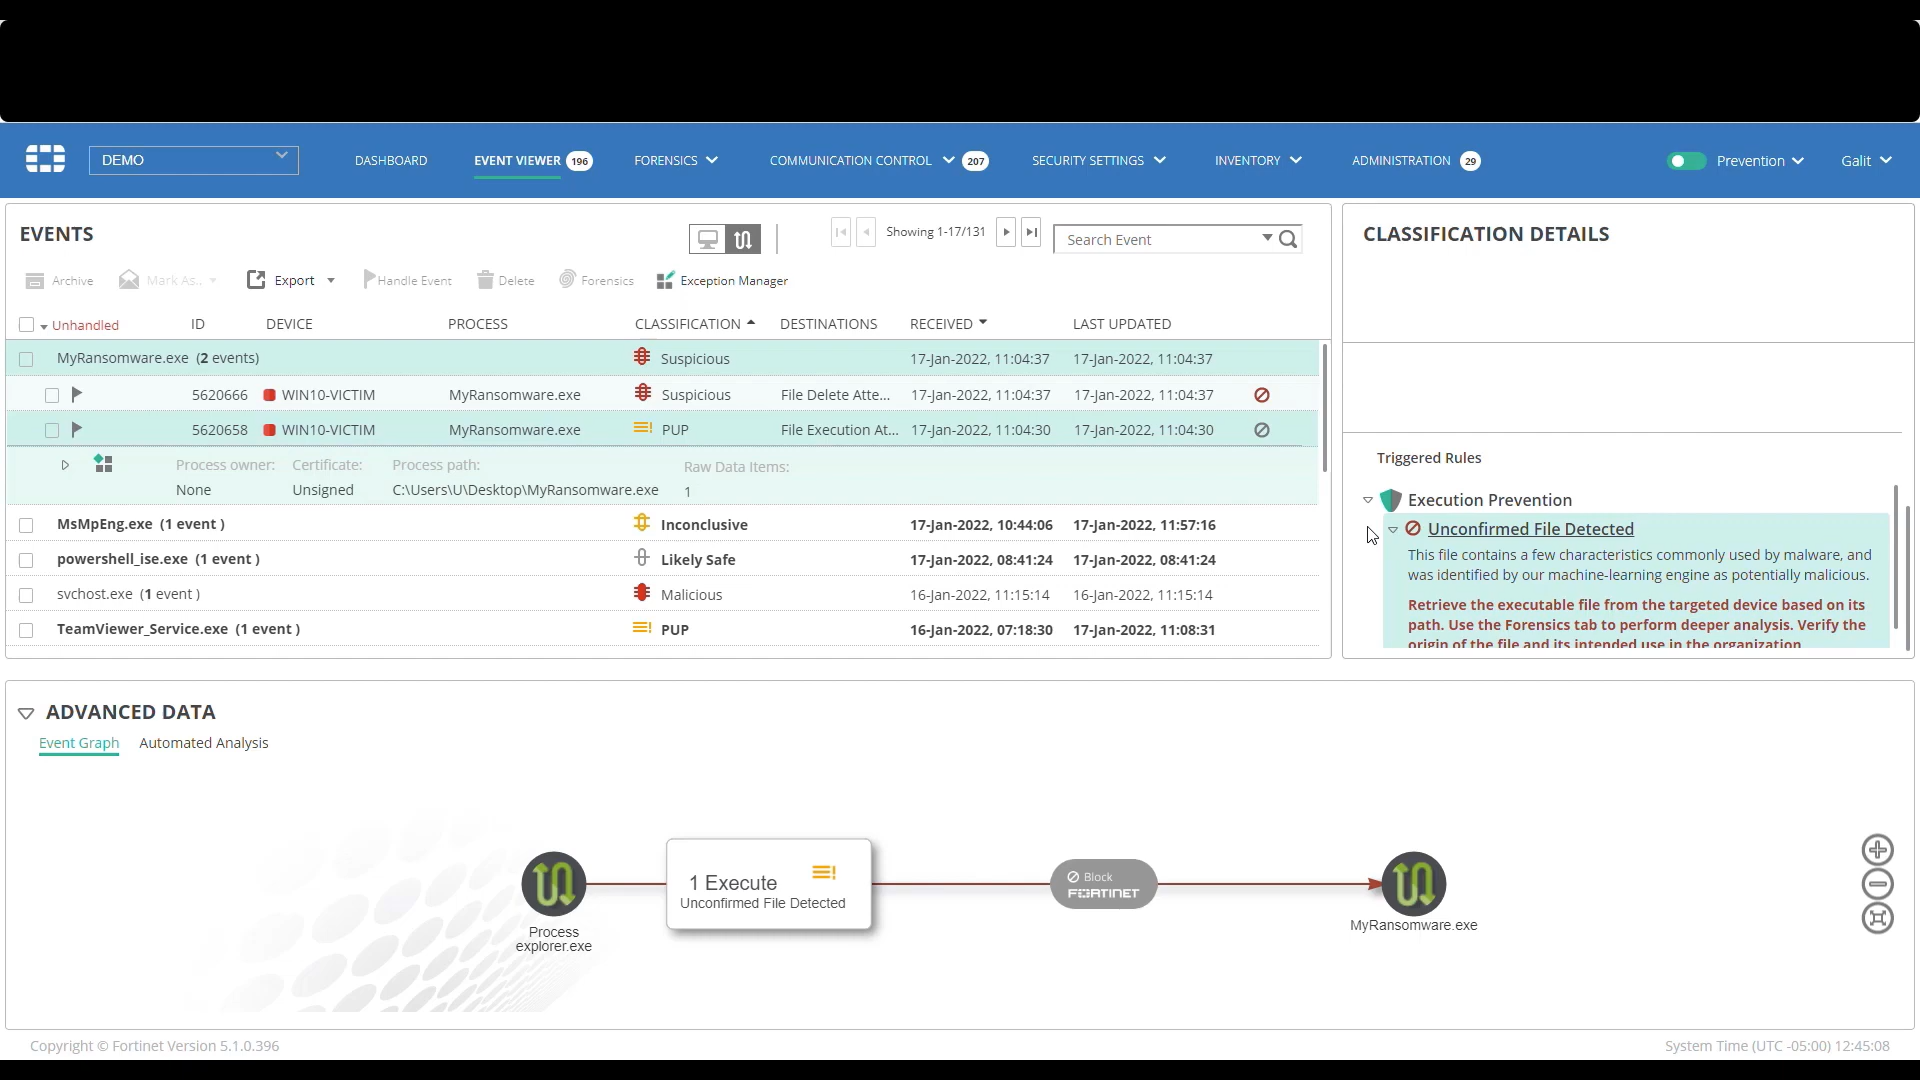 DEMO
DASHBOARD
EVENT VIEWER 196
FORENSICS
COMMUNICATION CONTROL 207
SECURITY SETTINGS
INVENTORY
ADMINISTRATION 29
Prevention
Galit
EVENTS
Showing 1-17/131
Search Event
Archive
Mark As..
Export
Handle Event
Delete
Forensics
Exception Manager
Unhandled ID DEVICE PROCESS CLASSIFICATION DESTINATIONS RECEIVED LAST UPDATED
MyRansomware.exe (2 events) Suspicious 17-Jan-2022, 11:04:37 17-Jan-2022, 11:04:37
5620666 WIN10-VICTIM MyRansomware.exe Suspicious File Delete Atte... 17-Jan-2022, 11:04:37 17-Jan-2022, 11:04:37
5620658 WIN10-VICTIM MyRansomware.exe PUP File Execution At... 17-Jan-2022, 11:04:30 17-Jan-2022, 11:04:30
Process owner: Certificate: Process path: Raw Data Items:
None Unsigned C:\Users\U\Desktop\MyRansomware.exe 1
MsMpEng.exe (1 event ) Inconclusive 17-Jan-2022, 10:44:06 17-Jan-2022, 11:57:16
powershell_ise.exe (1 event ) Likely Safe 17-Jan-2022, 08:41:24 17-Jan-2022, 08:41:24
svchost.exe (1 event ) Malicious 16-Jan-2022, 11:15:14 16-Jan-2022, 11:15:14
TeamViewer_Service.exe (1 event ) PUP 16-Jan-2022, 07:18:30 17-Jan-2022, 11:08:31
CLASSIFICATION DETAILS
Triggered Rules
Execution Prevention
Unconfirmed File Detected
This file contains a few characteristics commonly used by malware, and
was identified by our machine-learning engine as potentially malicious.
Retrieve the executable file from the targeted device based on its
path. Use the Forensics tab to perform deeper analysis. Verify the
origin of the file and its intended use in the organization
ADVANCED DATA
Event Graph Automated Analysis
1 Execute
Unconfirmed File Detected
Block
FORTINET
Process
explorer.exe
MyRansomware.exe
Copyright © Fortinet Version 5.1.0.396
System Time (UTC -05:00) 12:45:08